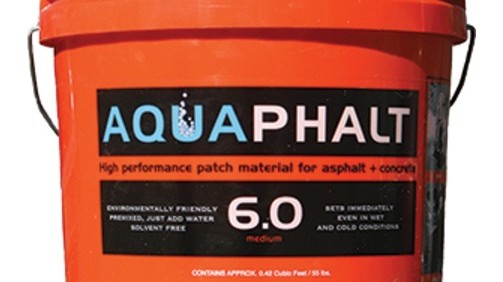 AQUAPHALT
High performance patch material for asphalt + concrete
ENVIRONMENTALLY FRIENDLY
PREMIXED, JUST ADD WATER
SOLVENT FREE
6.0
medium
SETS IMMEDIATELY
EVEN IN WET
AND COLD CONDITIONS
CONTAINS APPROX. 0.42 Cubic Feet / 55 lbs.